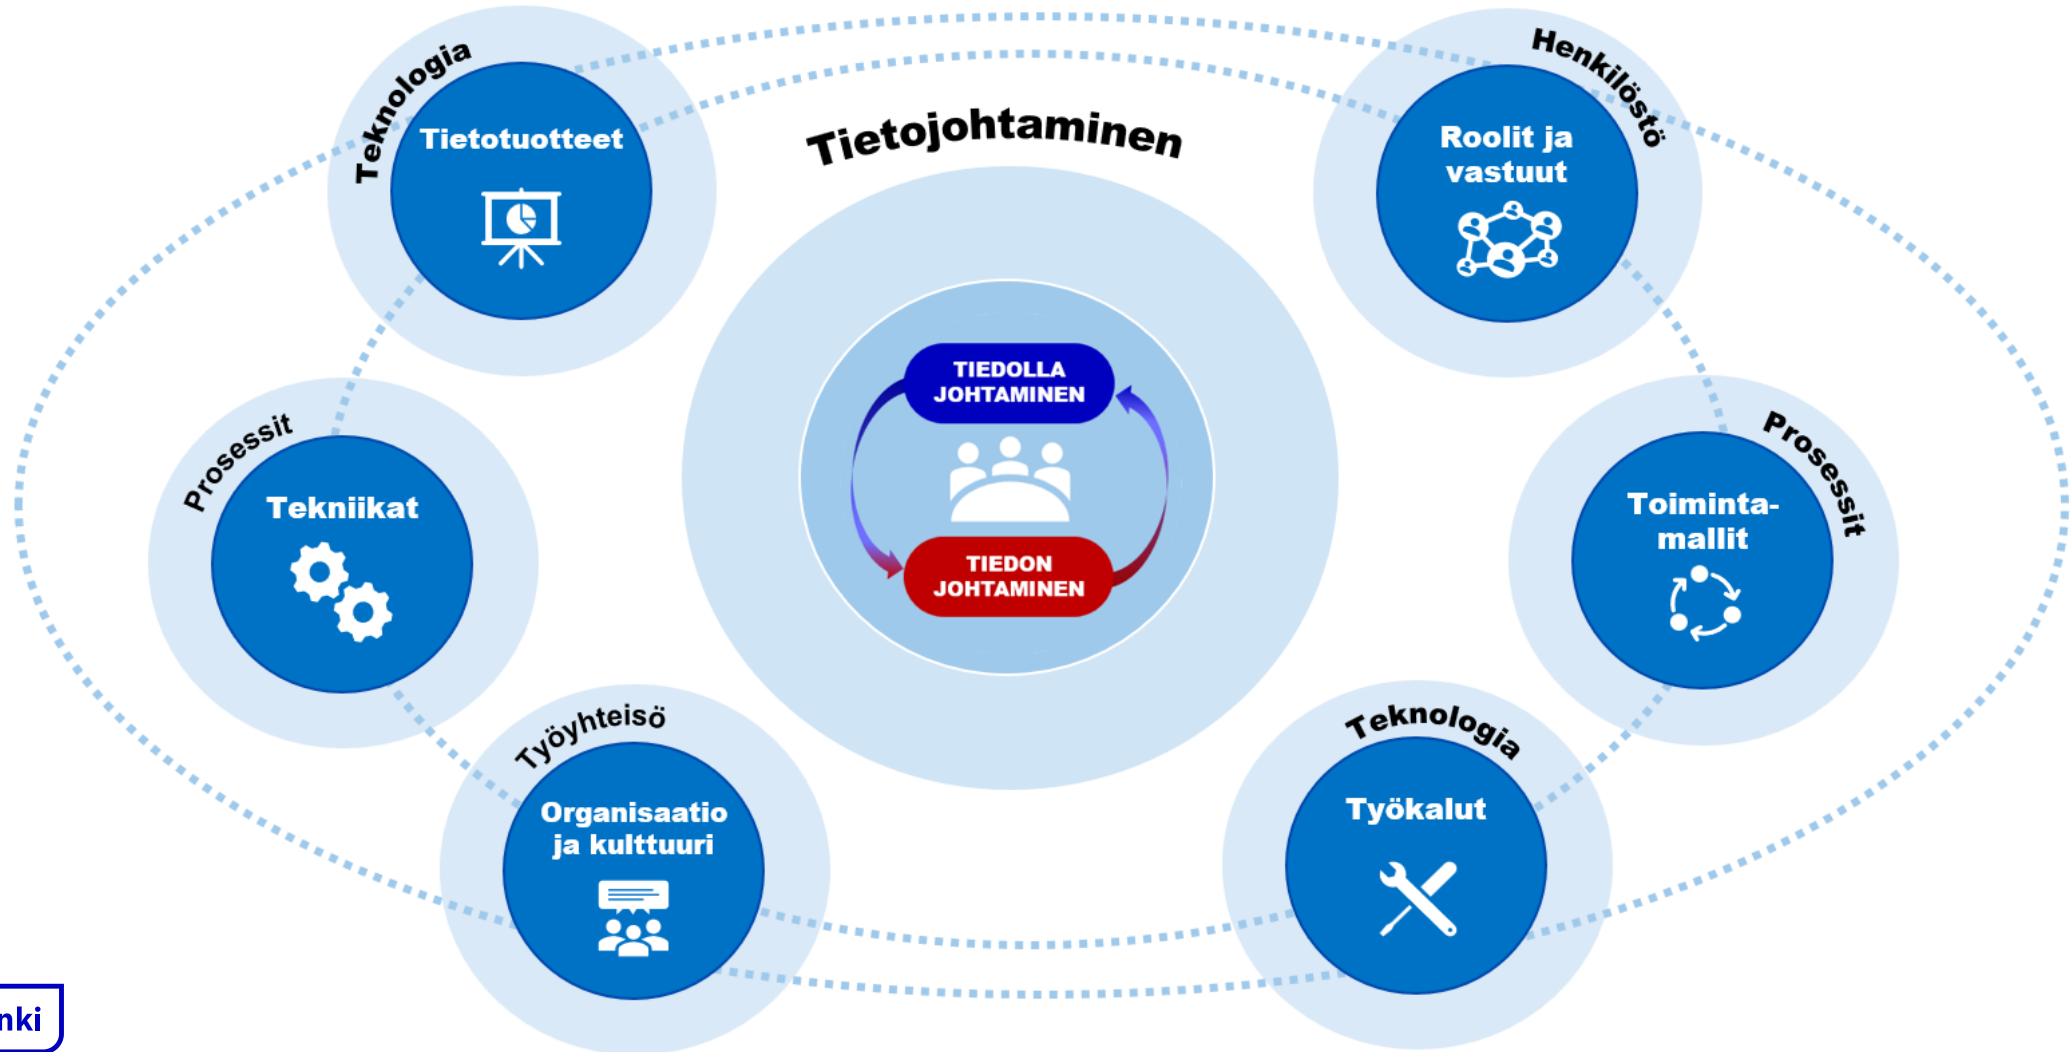 Tietojohtaminen
TIEDOLLA
JOHTAMINEN
TIEDON
JOHTAMINEN
Teknologia
Tietotuotteet
Henkilöstö
Roolit ja
vastuut
Prosessit
Tekniikat
Prosessit
Toiminta-
mallit
Työyhteisö
Organisaatio
ja kulttuuri
Teknologia
Työkalut
nki